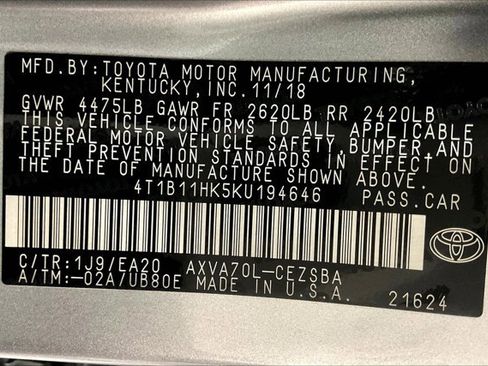 MFD.BY:TOYOTA MOTOR MANUFACTURING,
KENTUCKY, INC.11/18
GVWR 4475LB GAWR FR 2620LB RR 2420LB
THIS VEHICLE CONFORMS TO ALL APPLICABLE
FEDERAL MOTOR VEHICLE SAFETY BUMPER AND
THEFT PREVENTION STANDARDS IN EFFECT ON
THE DATE OF MANUFACTURE SHOWN ABOVE.
4T1B11HK5KU194646 PASS.CAR
C/TR:1J9/EA20 AXVA70L-CEZSBA
A/TM:-02A/UB80E MADE IN U.S.A. 21624